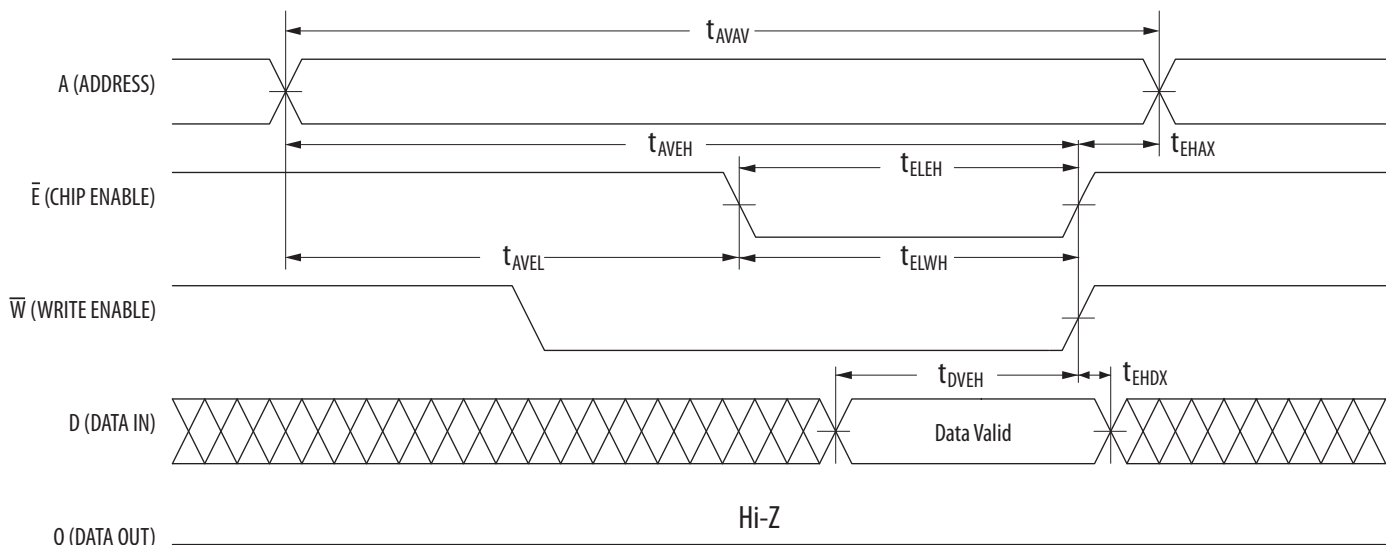 tAVAV
A (ADDRESS)
tAVEH
tEHAX
tELEH
E̅ (CHIP ENABLE)
tAVEL
tELWH
W̅ (WRITE ENABLE)
tDVEH
tEHDX
D (DATA IN)
Data Valid
Hi-Z
Q (DATA OUT)